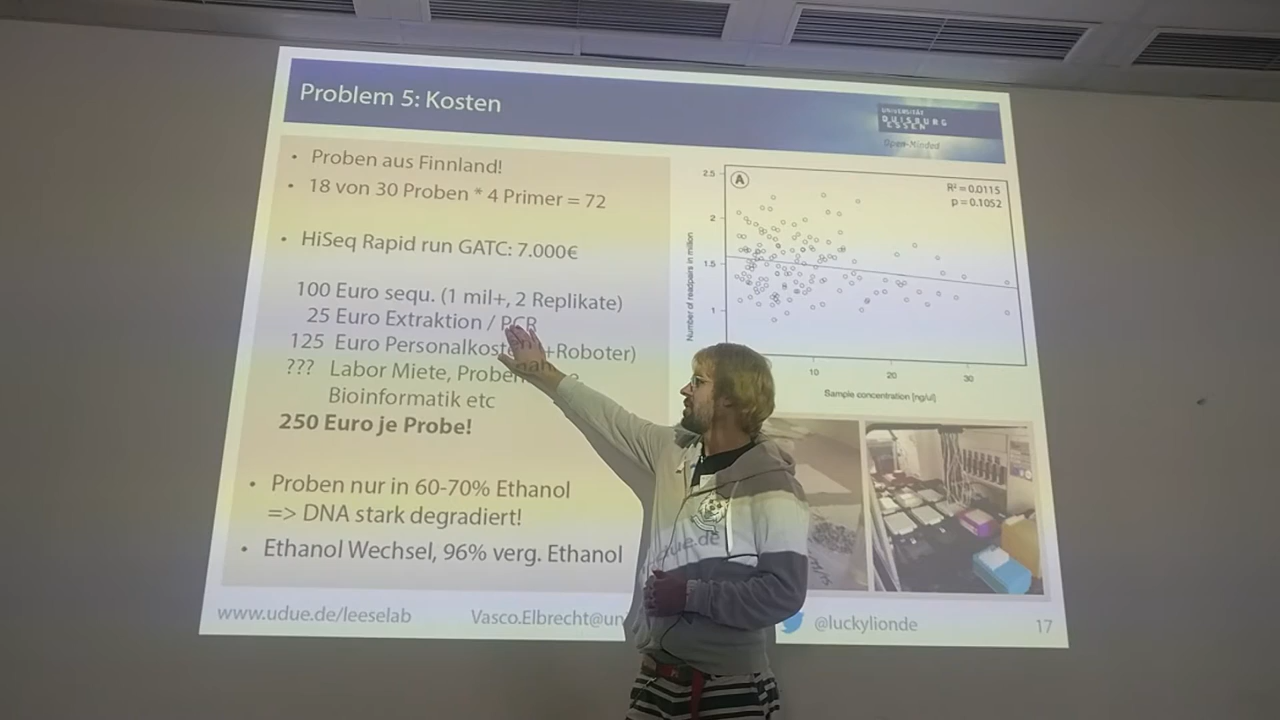 Problem 5: Kosten
UNIVERSITÄT
DUISBURG
ESSEN
Open-Minded
• Proben aus Finnland!
• 18 von 30 Proben * 4 Primer = 72
• HiSeq Rapid run GATC: 7.000€
100 Euro sequ. (1 mil+, 2 Replikate)
25 Euro Extraktion / PCR
125 Euro Personalkosten +Roboter)
??? Labor Miete,
Bioinformatik etc
250 Euro je Probe!
• Proben nur in 60-70% Ethanol
=> DNA stark degradiert!
• Ethanol Wechsel, 96% verg. Ethanol
A
R² = 0.0115
p = 0.1052
2.5
2
1.5
1
Number of readpairs in million
10 20 30
Sample concentration [ng/ul]
www.udue.de/leeselab Vasco.Elbrecht@un due.de @luckylionde 17